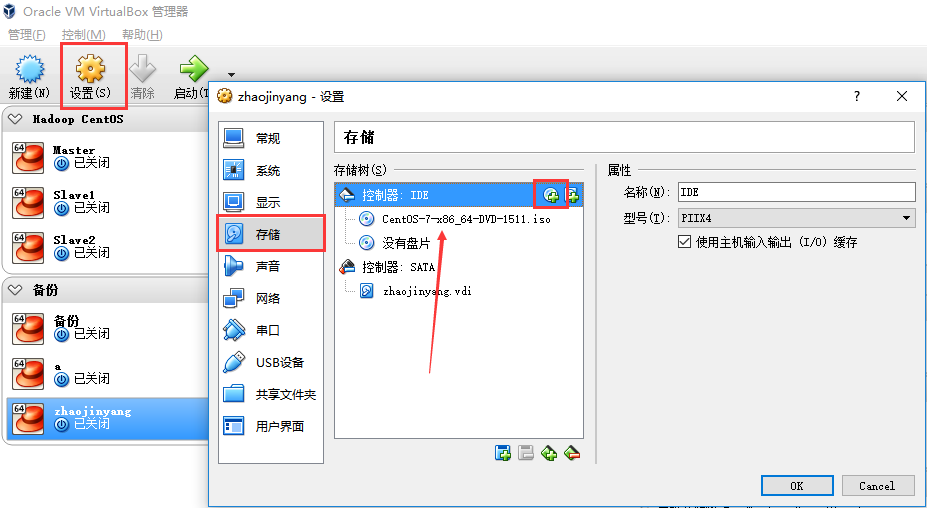 Oracle VM VirtualBox 管理器
管理(F) 控制(M) 帮助(H)
新建(N) 设置(S) 清除 启动(T
zhaojinyang - 设置
Hadoop CentOS
64 Master
已关闭
64 Slave1
已关闭
64 Slave2
已关闭
备份
64 备份
已关闭
64 a
已关闭
64 zhaojinyang
已关闭
常规
系统
显示
存储
声音
网络
串口
USB设备
共享文件夹
用户界面
存储
存储树(S)
控制器: IDE
CentOS-7-x86_64-DVD-1511.iso
没有盘片
控制器: SATA
zhaojinyang.vdi
属性
名称(N): IDE
型号(T): PIIX4
使用主机输入输出 (I/O) 缓存
OK Cancel